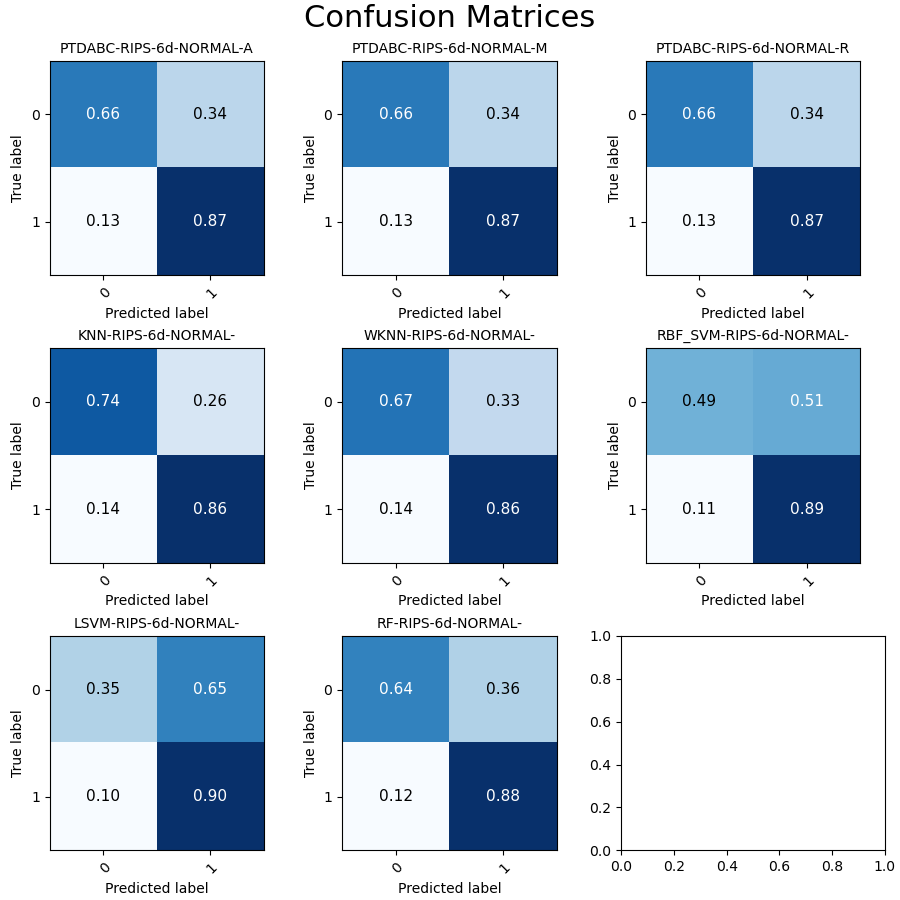 Confusion Matrices
PTDABC-RIPS-6d-NORMAL-A
0.66 0.34
0.13 0.87
0
1
True label
0 1
Predicted label
PTDABC-RIPS-6d-NORMAL-M
0.66 0.34
0.13 0.87
0
1
True label
0 1
Predicted label
PTDABC-RIPS-6d-NORMAL-R
0.66 0.34
0.13 0.87
0
1
True label
0 1
Predicted label
KNN-RIPS-6d-NORMAL-
0.74 0.26
0.14 0.86
0
1
True label
0 1
Predicted label
WKNN-RIPS-6d-NORMAL-
0.67 0.33
0.14 0.86
0
1
True label
0 1
Predicted label
RBF_SVM-RIPS-6d-NORMAL-
0.49 0.51
0.11 0.89
0
1
True label
0 1
Predicted label
LSVM-RIPS-6d-NORMAL-
0.35 0.65
0.10 0.90
0
1
True label
0 1
Predicted label
RF-RIPS-6d-NORMAL-
0.64 0.36
0.12 0.88
0
1
True label
0 1
Predicted label
1.0
0.8
0.6
0.4
0.2
0.0
0.0 0.2 0.4 0.6 0.8 1.0